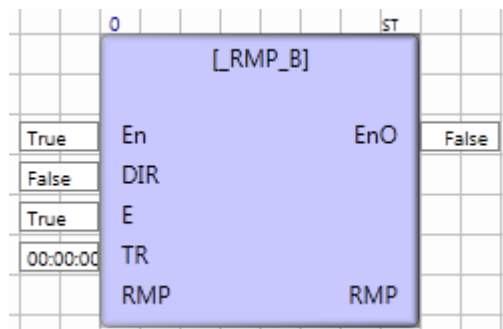 0 ST
[_RMP_B]
True En EnO False
False DIR
True E
00:00:00 TR
RMP RMP